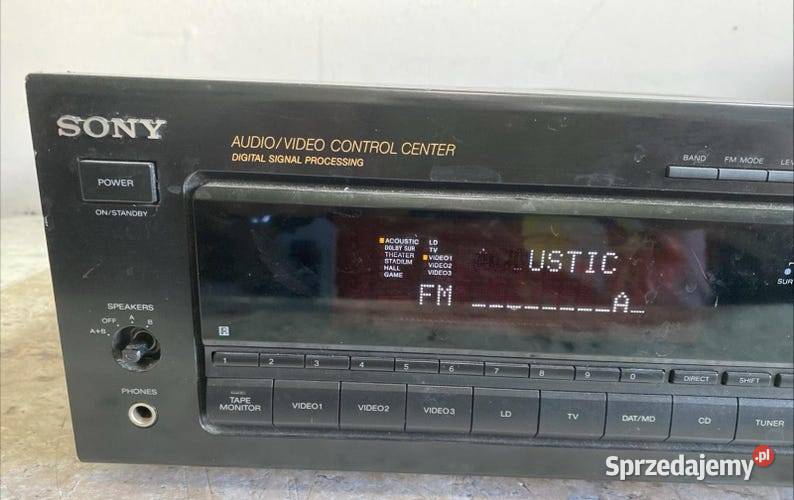 SONY
AUDIO/VIDEO CONTROL CENTER
DIGITAL SIGNAL PROCESSING
POWER
ON/STANDBY
BAND FM MODE
ACOUSTIC LD
DOLBY SUR TV
THEATER VIDEO1
STADIUM VIDEO2
HALL VIDEO3
GAME
USTIC
FM ________A_
SUR
SPEAKERS
OFF A B
A+B
R
PHONES
1 2 3 4 5 6 7 8 9 0 DIRECT SHIFT
TAPE MONITOR VIDEO1 VIDEO2 VIDEO3 LD TV DAT/MD CD TUNER
Sprzedajemy.pl